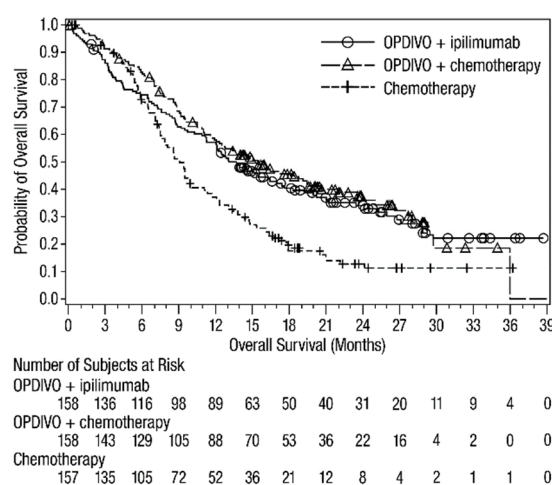 OPDIVO + ipilimumab
OPDIVO + chemotherapy
Chemotherapy
Probability of Overall Survival
1.0
0.9
0.8
0.7
0.6
0.5
0.4
0.3
0.2
0.1
0.0
0 3 6 9 12 15 18 21 24 27 30 33 36 39
Overall Survival (Months)
Number of Subjects at Risk
OPDIVO + ipilimumab
158 136 116 98 89 63 50 40 31 20 11 9 4 0
OPDIVO + chemotherapy
158 143 129 105 88 70 53 36 22 16 4 2 0 0
Chemotherapy
157 135 105 72 52 36 21 12 8 4 2 1 1 0